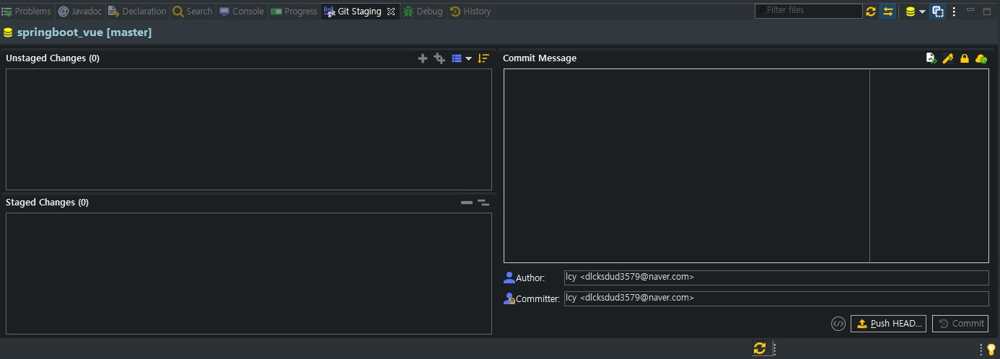 Problems @ Javadoc Declaration Search Console Progress Git Staging Debug History Filter files
springboot_vue [master]
Unstaged Changes (0)
Commit Message
Staged Changes (0)
Author: lcy <dlcksdud3579@naver.com>
Committer: lcy <dlcksdud3579@naver.com>
Push HEAD... Commit